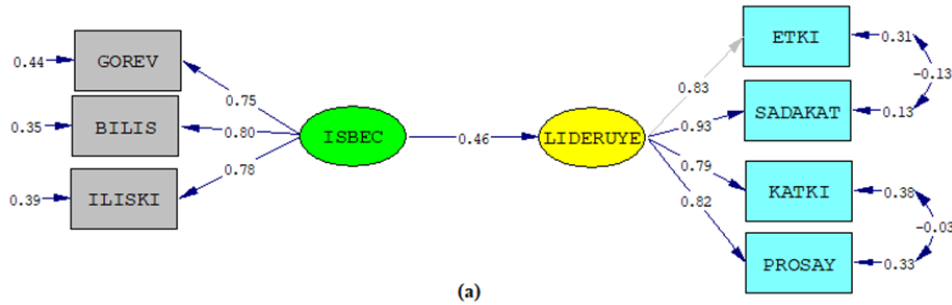 0.44
GOREV
0.75
0.35
BILIS
0.80
0.39
ILISKI
0.78
ISBEC
0.46
LIDERUYE
0.83
ETKI
0.31
-0.13
0.93
SADAKAT
0.13
0.79
KATKI
0.38
-0.03
0.82
PROSAY
0.33
(a)